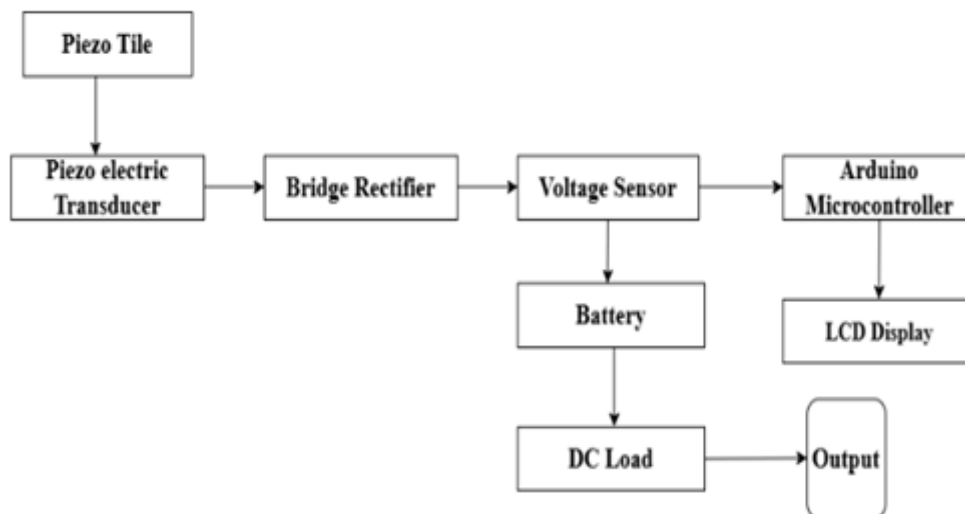 Piezo Tile
Piezo electric
Transducer
Bridge Rectifier
Voltage Sensor
Arduino
Microcontroller
Battery
LCD Display
DC Load
Output